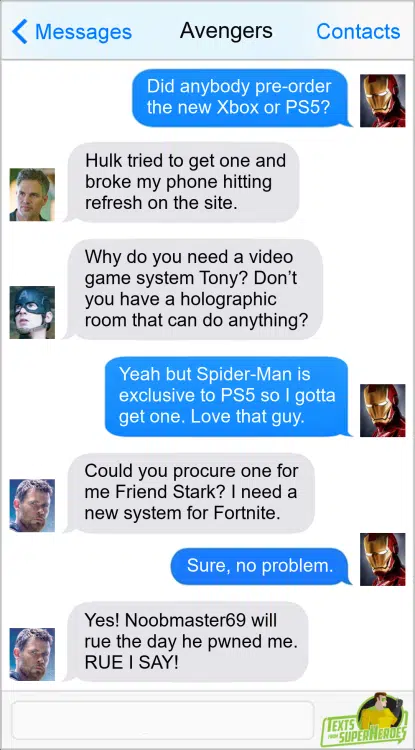 Messages Avengers Contacts
Did anybody pre-order
the new Xbox or PS5?
Hulk tried to get one and
broke my phone hitting
refresh on the site.
Why do you need a video
game system Tony? Don't
you have a holographic
room that can do anything?
Yeah but Spider-Man is
exclusive to PS5 so I gotta
get one. Love that guy.
Could you procure one for
me Friend Stark? I need a
new system for Fortnite.
Sure, no problem.
Yes! Noobmaster69 will
rue the day he pwned me.
RUE I SAY!
TEXTS
FROM SUPERHEROES